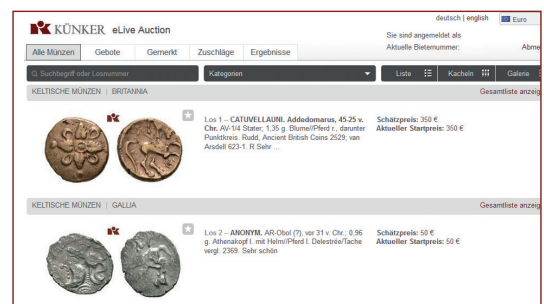 deutsch | english Euro
KÜNKER eLive Auction
Sie sind angemeldet als
Alle Münzen Gebote Gemerkt Zuschläge Ergebnisse Aktuelle Bieternummer: Abme
Suchbegriff oder Losnummer Kategorien Liste Kacheln Galerie
KELTISCHE MÜNZEN | BRITANNIA Gesamtliste anzeig
Los 1 – CATUVELLAUNI. Addedomarus, 45-25 v. Schätzpreis: 350 €
Chr. AV-1/4 Stater; 1,35 g. Blume//Pferd r., darunter Aktueller Startpreis: 350 €
Punktkreis. Rudd, Ancient British Coins 2529; van
Arsdell 623-1. R Sehr ...
KELTISCHE MÜNZEN | GALLIA Gesamtliste anzeig
Los 2 – ANONYM. AR-Obol (?), vor 31 v. Chr.; 0,96 Schätzpreis: 50 €
g. Athenakopf l. mit Helm//Pferd l. Delestrée/Tache Aktueller Startpreis: 50 €
vergl. 2369. Sehr schön